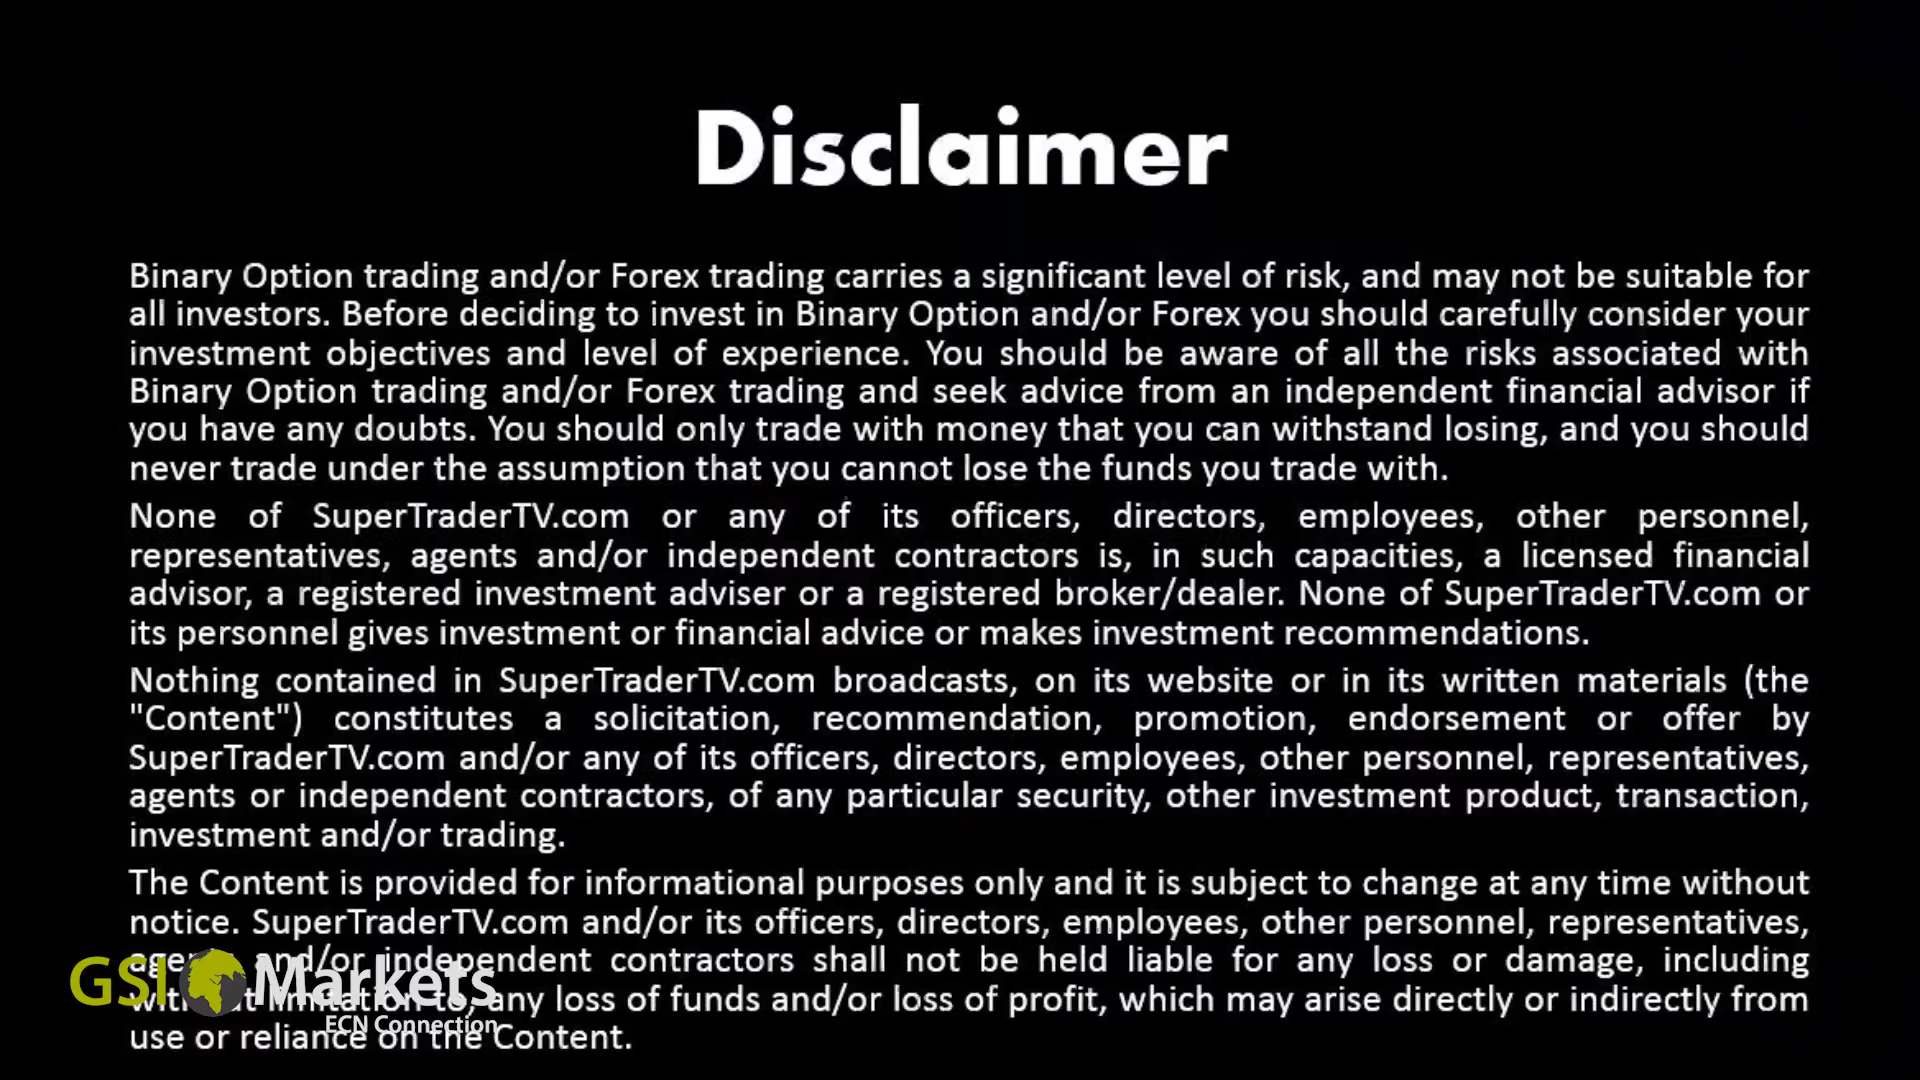 Disclaimer
Binary Option trading and/or Forex trading carries a significant level of risk, and may not be suitable for
all investors. Before deciding to invest in Binary Option and/or Forex you should carefully consider your
investment objectives and level of experience. You should be aware of all the risks associated with
Binary Option trading and/or Forex trading and seek advice from an independent financial advisor if
you have any doubts. You should only trade with money that you can withstand losing, and you should
never trade under the assumption that you cannot lose the funds you trade with.
None of SuperTraderTV.com or any of its officers, directors, employees, other personnel,
representatives, agents and/or independent contractors is, in such capacities, a licensed financial
advisor, a registered investment adviser or a registered broker/dealer. None of SuperTraderTV.com or
its personnel gives investment or financial advice or makes investment recommendations.
Nothing contained in SuperTraderTV.com broadcasts, on its website or in its written materials (the
"Content") constitutes a solicitation, recommendation, promotion, endorsement or offer by
SuperTraderTV.com and/or any of its officers, directors, employees, other personnel, representatives,
agents or independent contractors, of any particular security, other investment product, transaction,
investment and/or trading.
The Content is provided for informational purposes only and it is subject to change at any time without
notice. SuperTraderTV.com and/or its officers, directors, employees, other personnel, representatives,
agents and/or independent contractors shall not be held liable for any loss or damage, including
without limitation to, any loss of funds and/or loss of profit, which may arise directly or indirectly from
use or reliance on the Content.
GSI Markets
ECN Connection